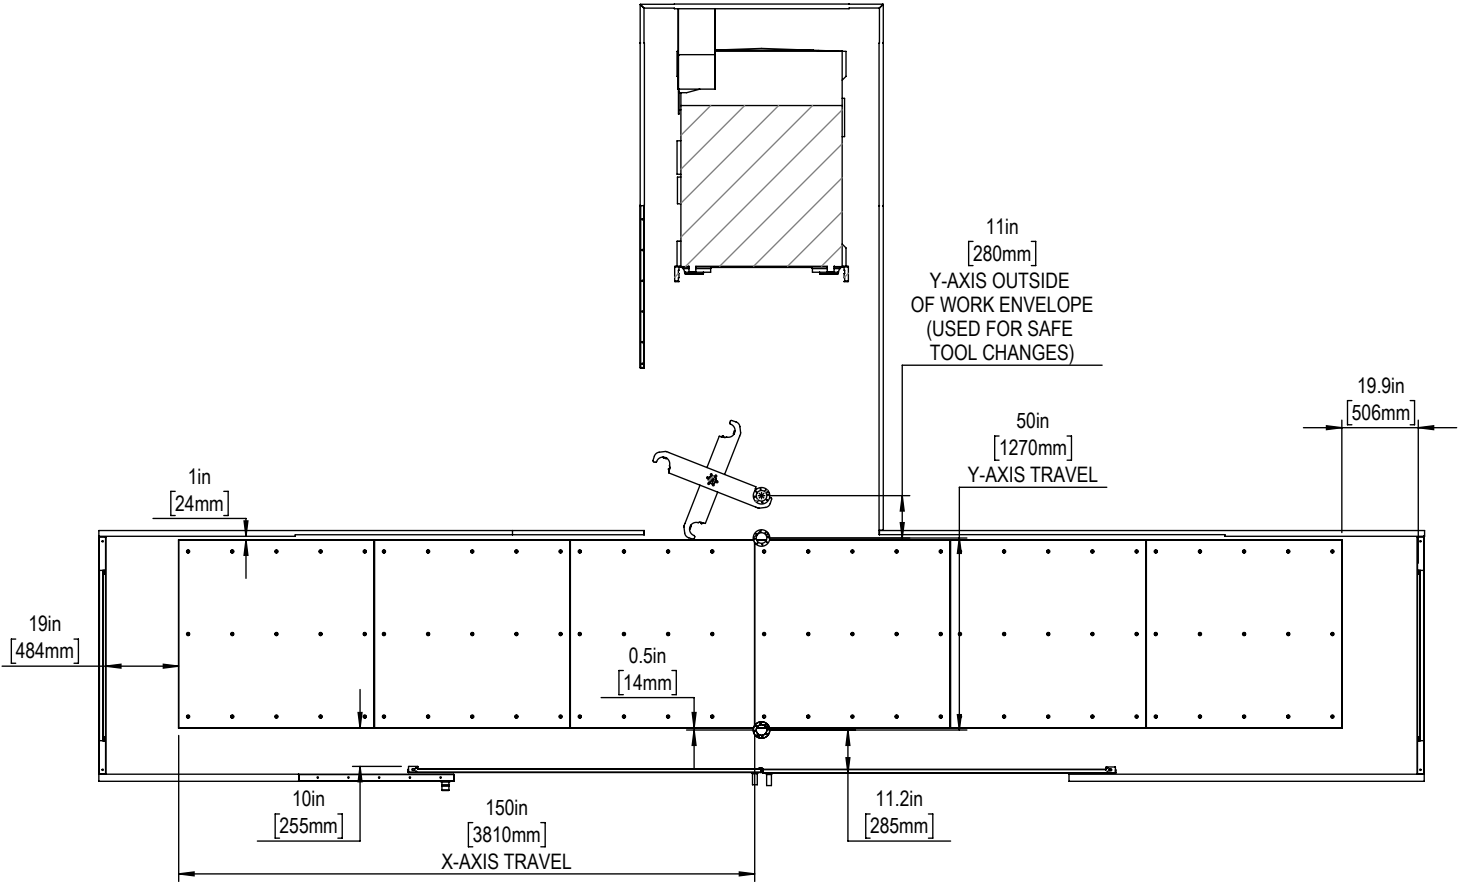 11in
[280mm]
Y-AXIS OUTSIDE
OF WORK ENVELOPE
(USED FOR SAFE
TOOL CHANGES)
19.9in
[506mm]
50in
[1270mm]
Y-AXIS TRAVEL
1in
[24mm]
19in
[484mm]
0.5in
[14mm]
10in
[255mm]
150in
[3810mm]
X-AXIS TRAVEL
11.2in
[285mm]